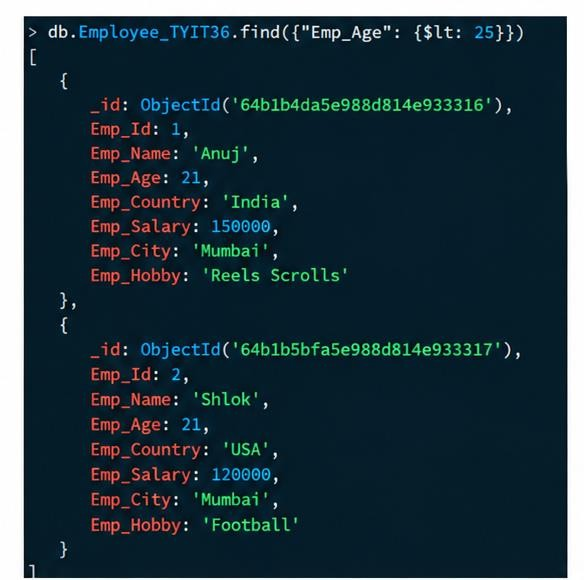 > db.Employee_TYIT36.find({"Emp_Age": {$lt: 25}})
[
{
_id: ObjectId('64b1b4da5e988d814e933316'),
Emp_Id: 1,
Emp_Name: 'Anuj',
Emp_Age: 21,
Emp_Country: 'India',
Emp_Salary: 150000,
Emp_City: 'Mumbai',
Emp_Hobby: 'Reels Scrolls'
},
{
_id: ObjectId('64b1b5bfa5e988d814e933317'),
Emp_Id: 2,
Emp_Name: 'Shlok',
Emp_Age: 21,
Emp_Country: 'USA',
Emp_Salary: 120000,
Emp_City: 'Mumbai',
Emp_Hobby: 'Football'
}
]